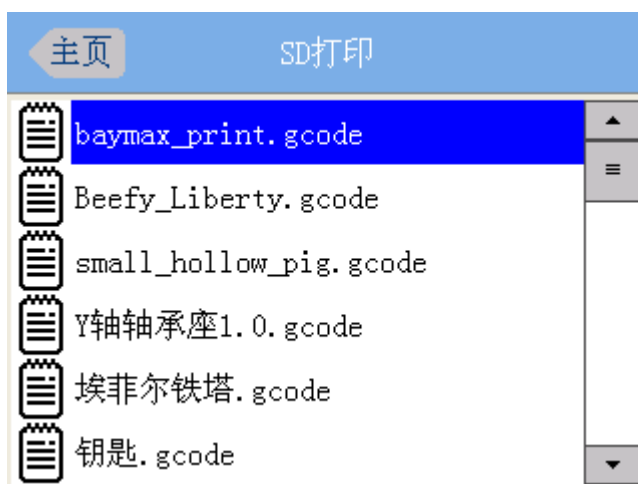 主页
SD打印
baymax_print.gcode
Beefy_Liberty.gcode
small_hollow_pig.gcode
Y轴轴承座1.0.gcode
埃菲尔铁塔.gcode
钥匙.gcode